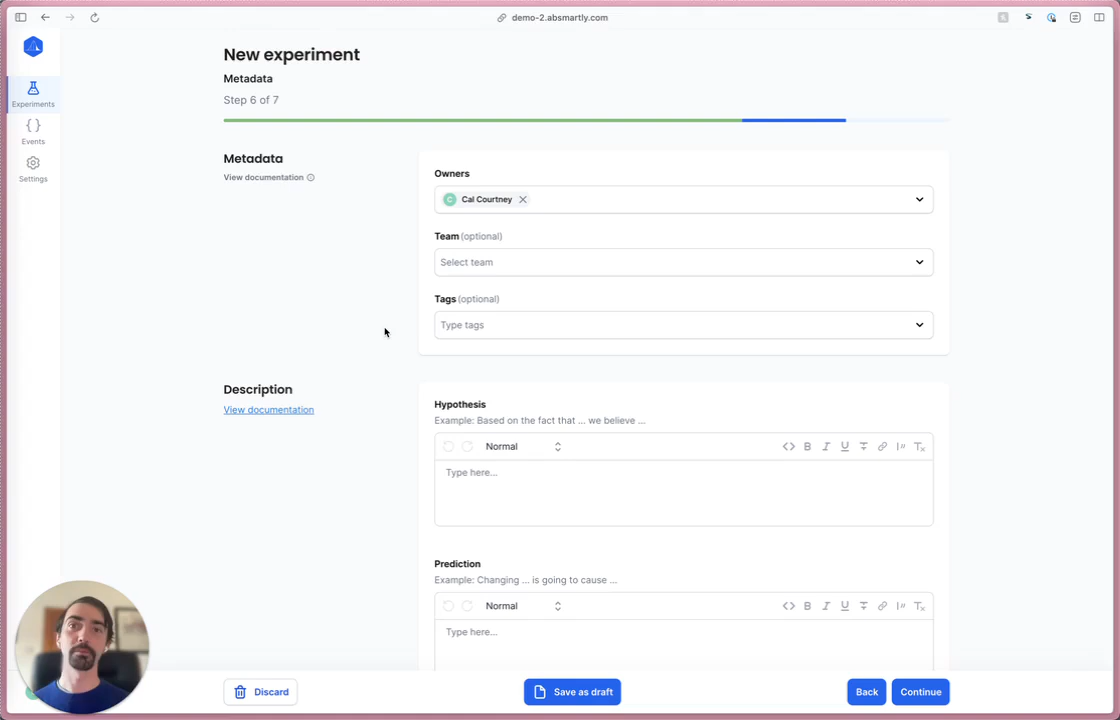 demo-2.absmartly.com
New experiment
Metadata
Step 6 of 7
Experiments
Events
Settings
Metadata
View documentation
Owners
C Cal Courtney
Team (optional)
Select team
Tags (optional)
Type tags
Description
View documentation
Hypothesis
Example: Based on the fact that ... we believe ...
Normal
Type here...
Prediction
Example: Changing ... is going to cause ...
Normal
Type here...
Discard
Save as draft
Back
Continue